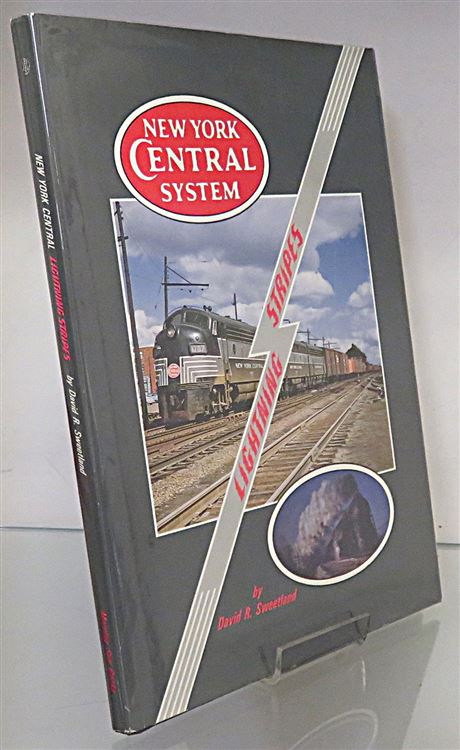 NEW YORK
CENTRAL
SYSTEM
LIGHTNING STRIPES
NEW YORK CENTRAL
by
David R. Sweetland
NEW YORK CENTRAL LIGHTNING STRIPES by David R. Sweetland